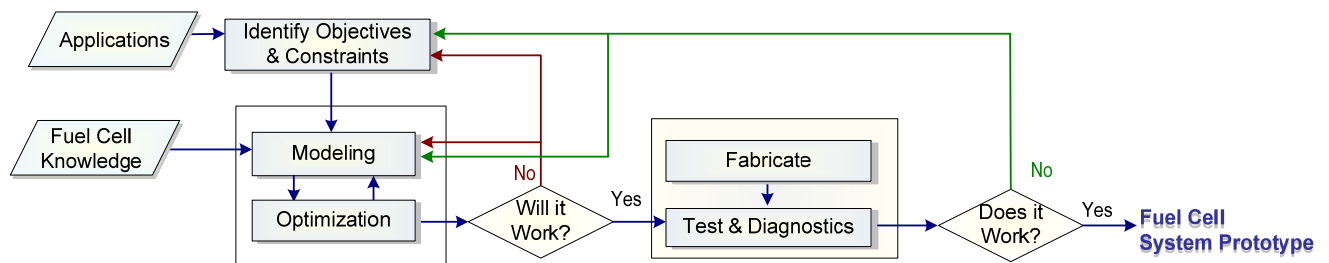 Applications
Identify Objectives
& Constraints
Fuel Cell
Knowledge
Modeling
Optimization
No
Will it
Work?
Yes
Fabricate
Test & Diagnostics
No
Does it
Work?
Yes
Fuel Cell
System Prototype